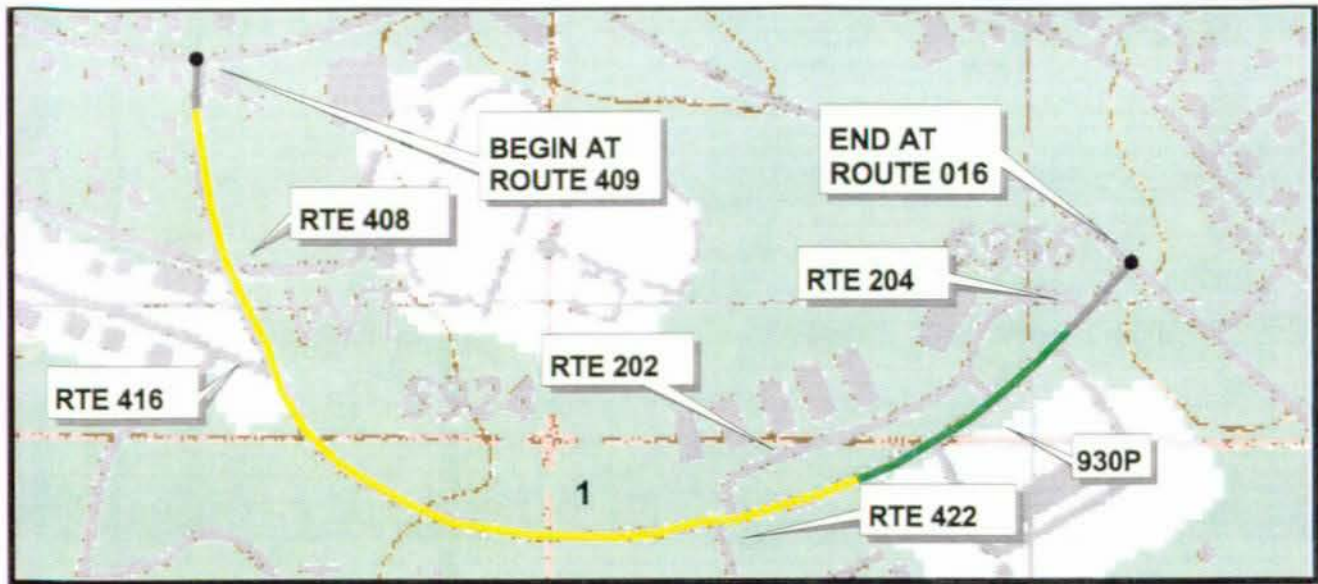 BEGIN AT
ROUTE 409
END AT
ROUTE 016
RTE 408
RTE 204
RTE 416
RTE 202
930P
1
RTE 422